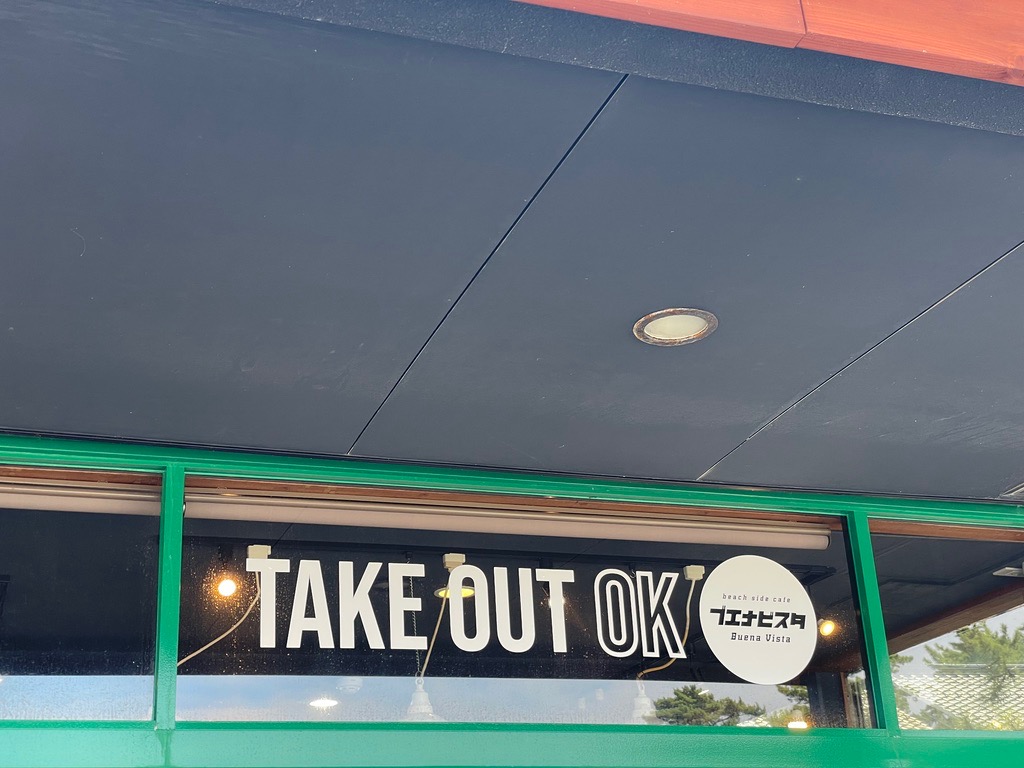 TAKE OUT OK
beach side cafe
ブエナビスタ
Buena Vista